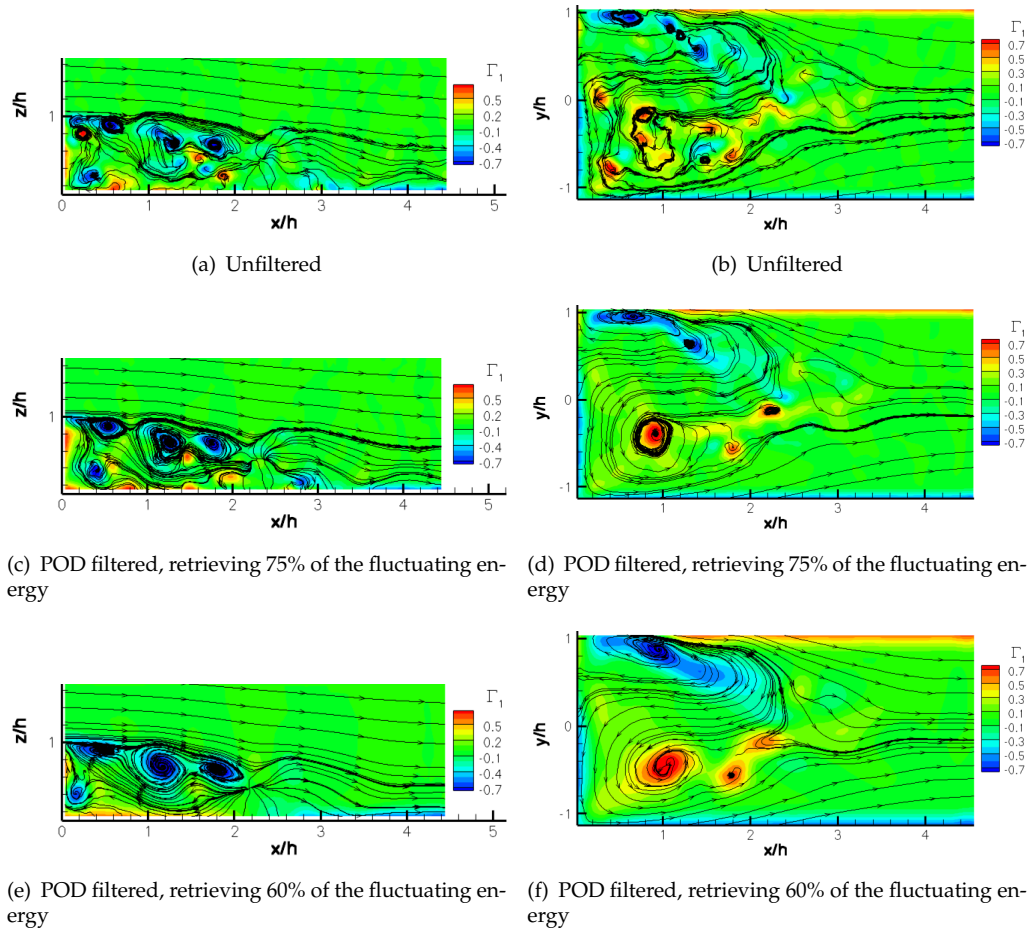 z/h
1
0
1
2
3
4
5
x/h
Γ1
0.5
0.2
-0.1
-0.4
-0.7
(a) Unfiltered
y/h
1
0
-1
1
2
3
4
x/h
Γ1
0.7
0.5
0.3
0.1
-0.1
-0.3
-0.5
-0.7
(b) Unfiltered
z/h
1
0
1
2
3
4
5
x/h
Γ1
0.5
0.2
-0.1
-0.4
-0.7
(c) POD filtered, retrieving 75% of the fluctuating en-
ergy
y/h
1
0
-1
1
2
3
4
x/h
Γ1
0.7
0.5
0.3
0.1
-0.1
-0.3
-0.5
-0.7
(d) POD filtered, retrieving 75% of the fluctuating en-
ergy
z/h
1
0
1
2
3
4
5
x/h
Γ1
0.5
0.2
-0.1
-0.4
-0.7
(e) POD filtered, retrieving 60% of the fluctuating en-
ergy
y/h
1
0
-1
1
2
3
4
x/h
Γ1
0.7
0.5
0.3
0.1
-0.1
-0.3
-0.5
-0.7
(f) POD filtered, retrieving 60% of the fluctuating en-
ergy